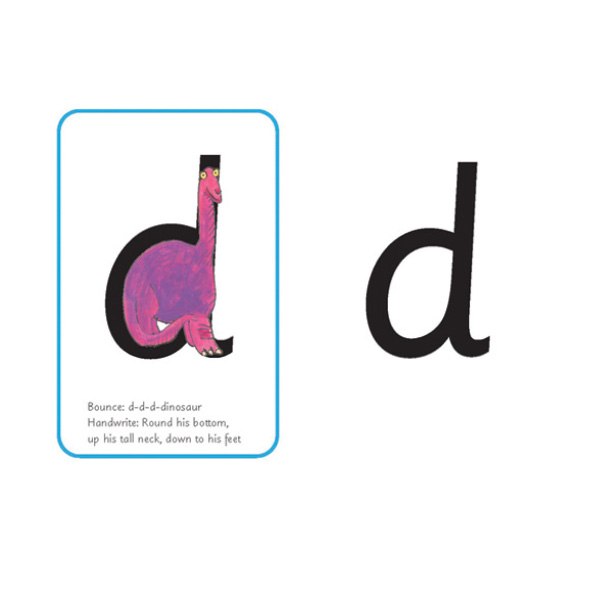 d
Bounce: d-d-d-dinosaur
Handwrite: Round his bottom,
up his tall neck, down to his feet
d